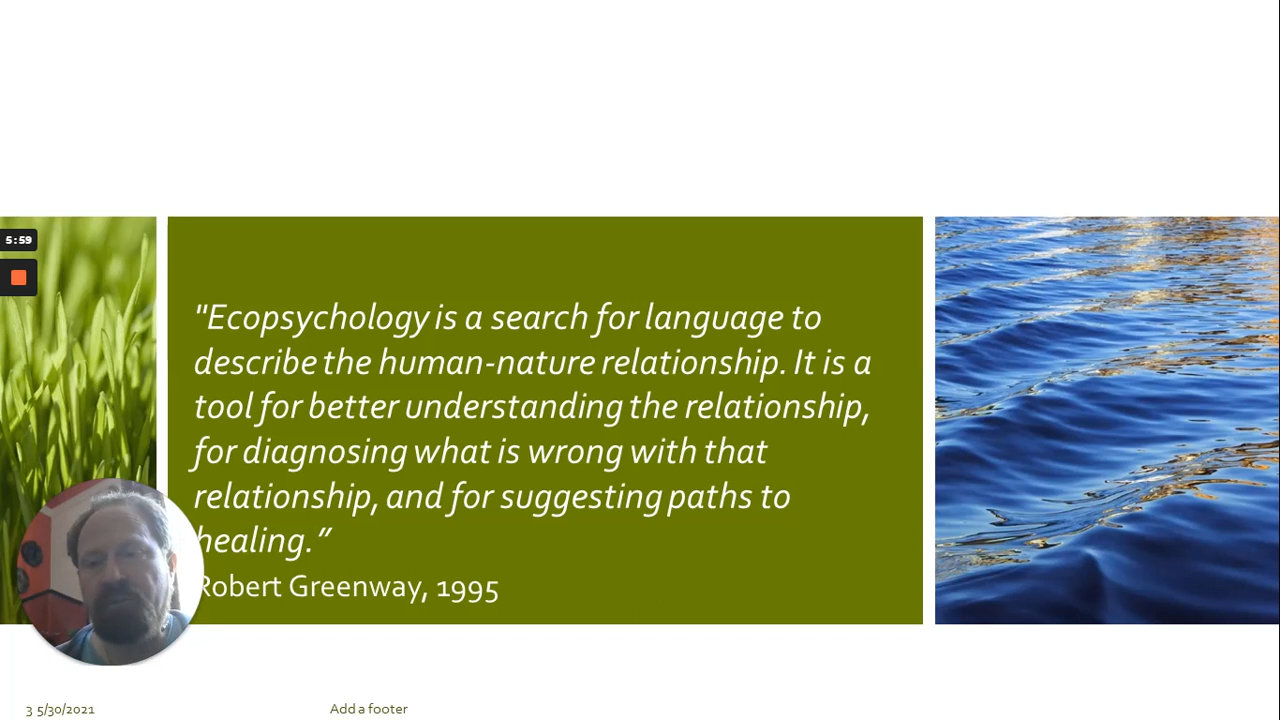 5:59
"Ecopsychology is a search for language to
describe the human-nature relationship. It is a
tool for better understanding the relationship,
for diagnosing what is wrong with that
relationship, and for suggesting paths to
healing.”
Robert Greenway, 1995
3 5/30/2021
Add a footer